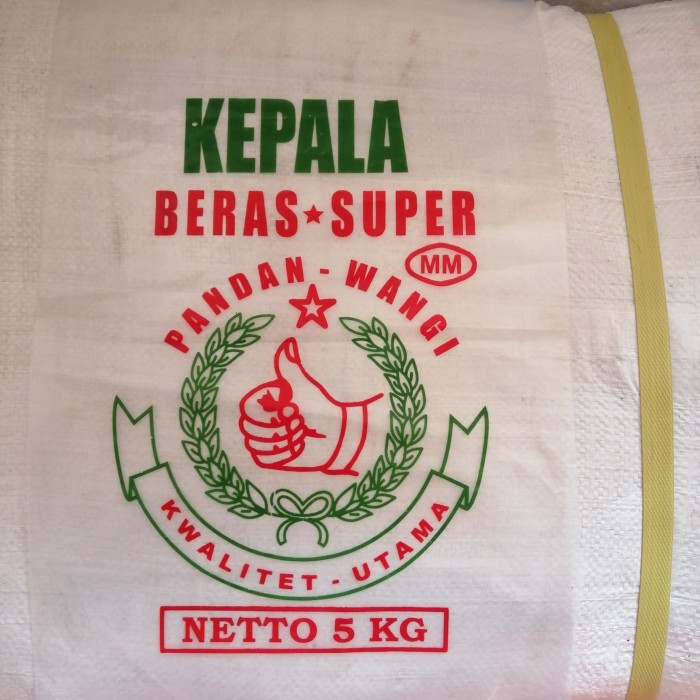 KEPALA
BERAS★SUPER
MM
PANDAN-WANGI
KWALITET-UTAMA
NETTO 5 KG